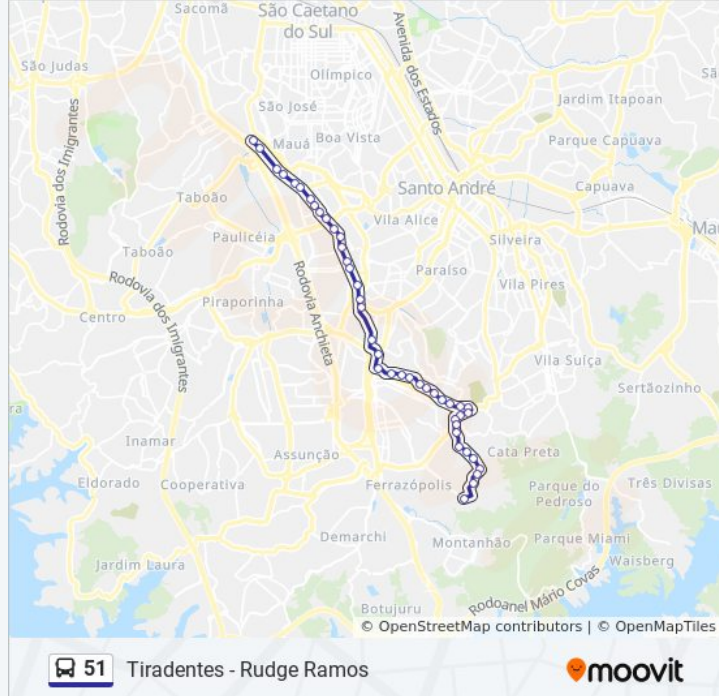 Sacomã
São Caetano
do Sul
Avenida dos Estados
São Judas
Olímpico
Jardim Itapoan
São José
Rodovia dos Imigrantes
Mauá
Boa Vista
Parque Capuava
Santo André
Capuava
Taboão
Vila Alice
Mau
Paulicéia
Silveira
Taboão
Paraíso
Rodovia Anchieta
Vila Pires
Rodovia dos Imigrantes
Piraporinha
Centro
Vila Suíça
Sertãozinho
ra
Inamar
Assunção
Cata Preta
Eldorado
Cooperativa
Ferrazópolis
Parque do
Pedroso
Três Divisas
Demarchi
Montanhão
Parque Miami
Jardim Laura
Waisberg
Rodoanel Mário Covas
Botujuru
© OpenStreetMap contributors | © OpenMapTiles
51 Tiradentes - Rudge Ramos
moovit